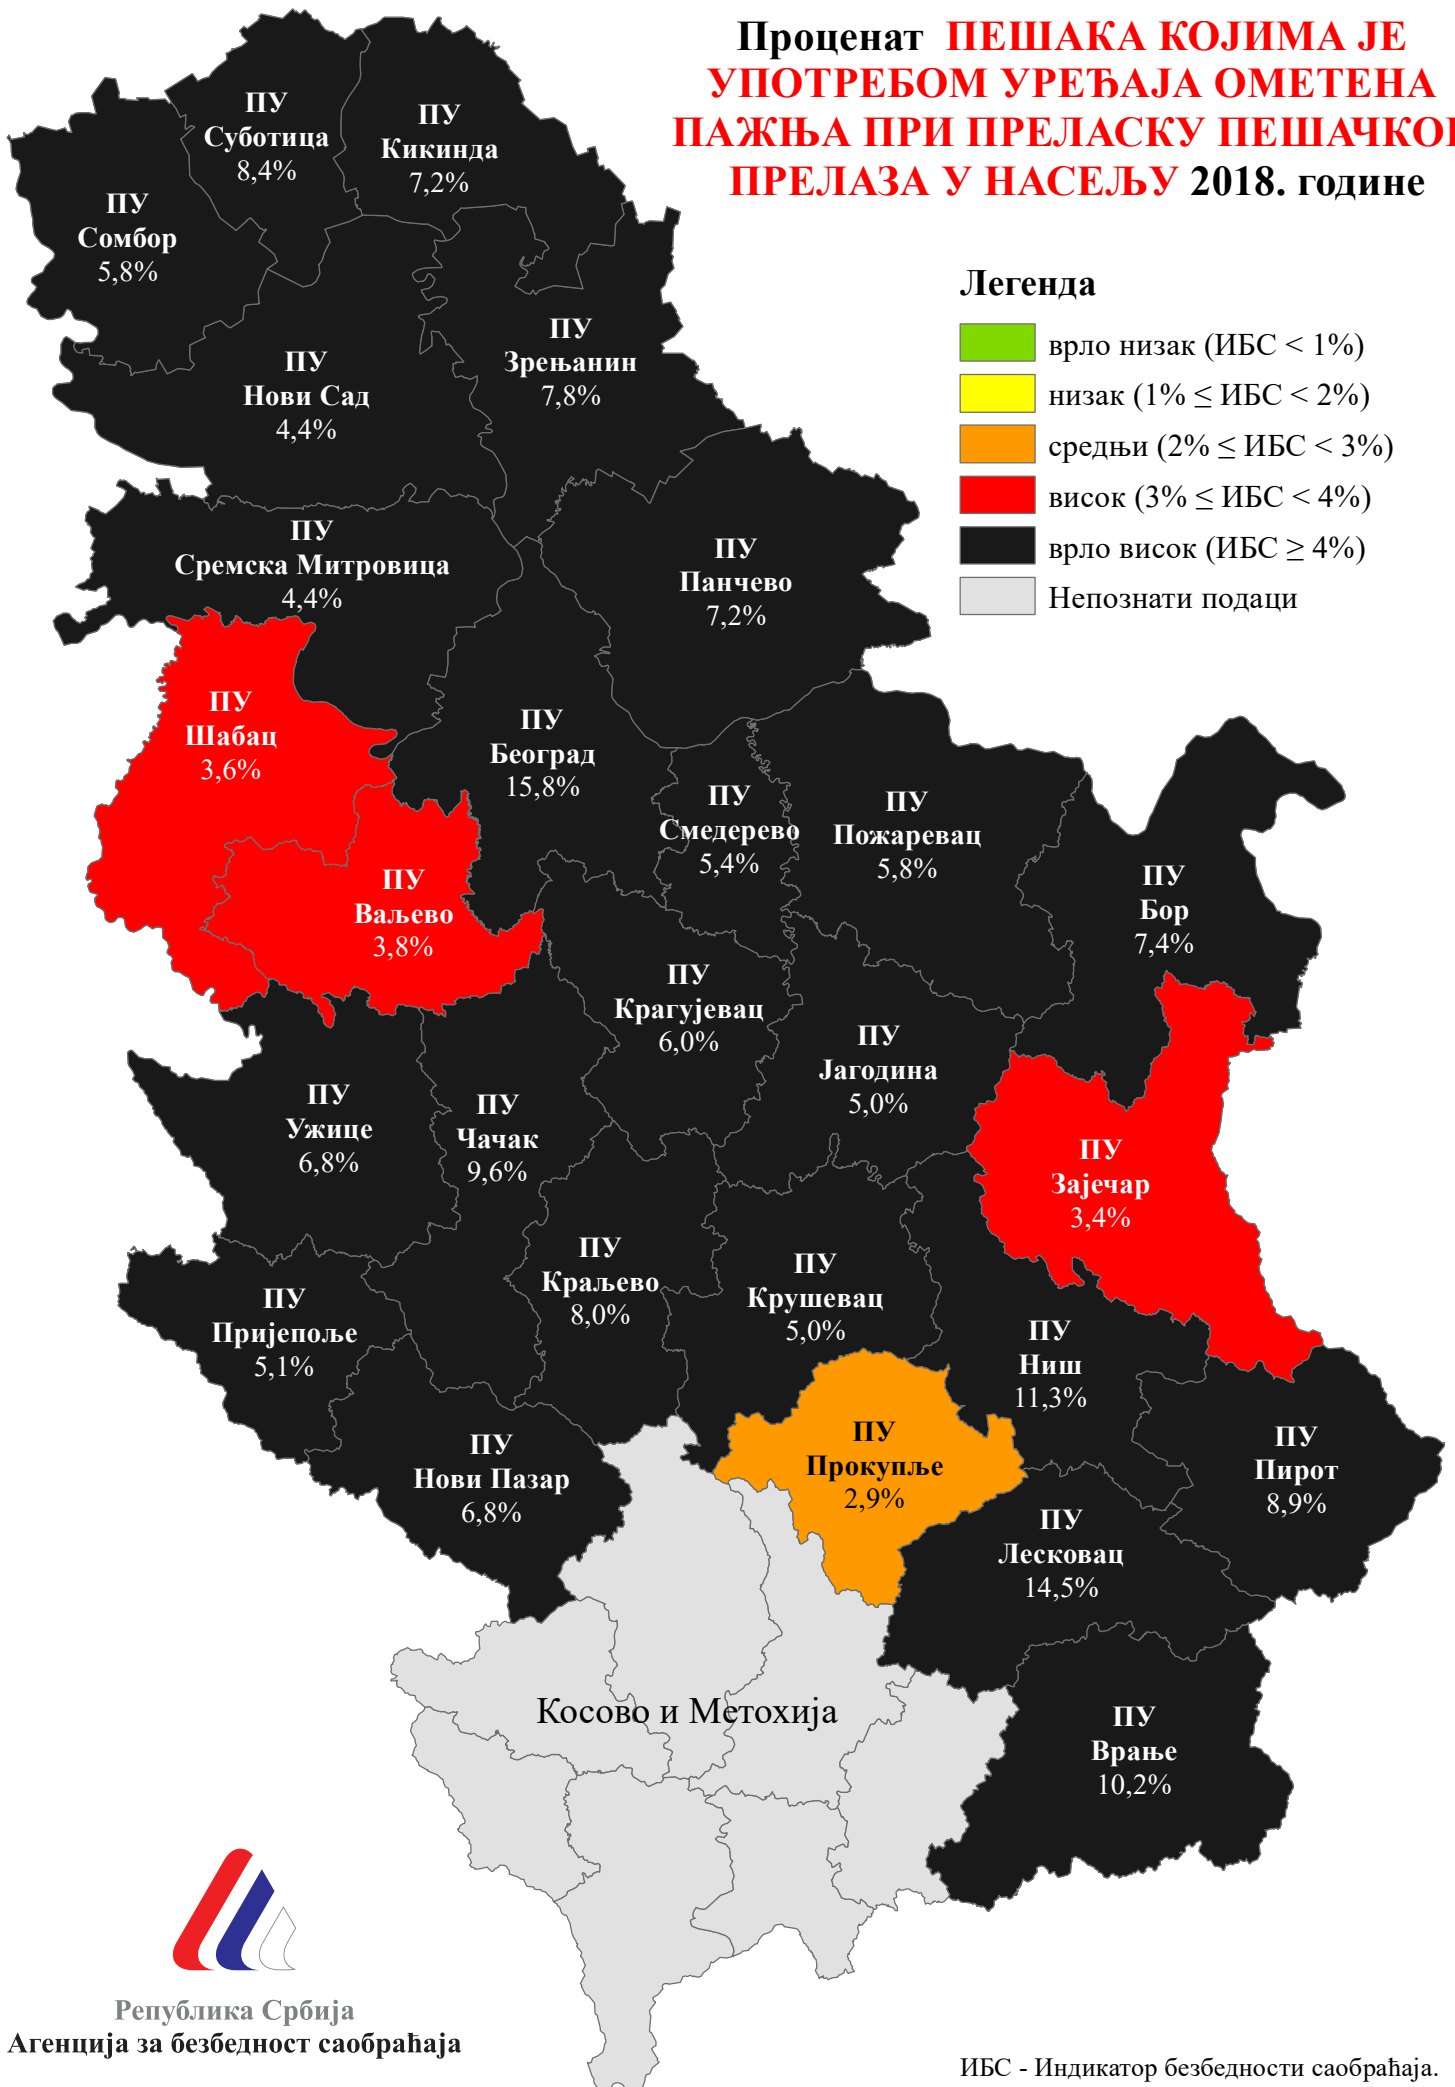 Проценат ПЕШАКА КОЈИМА ЈЕ
УПОТРЕБОМ УРЕЂАЈА ОМЕТЕНА
ПАЖЊА ПРИ ПРЕЛАСКУ ПЕШАЧКОГ
ПРЕЛАЗА У НАСЕЉУ 2018. године
ПУ
Суботица
8,4%
ПУ
Кикинда
7,2%
ПУ
Сомбор
5,8%
Легенда
врло низак (ИБС < 1%)
низак (1% ≤ ИБС < 2%)
средњи (2% ≤ ИБС < 3%)
висок (3% ≤ ИБС < 4%)
врло висок (ИБС ≥ 4%)
Непознати подаци
ПУ
Зрењанин
7,8%
ПУ
Нови Сад
4,4%
ПУ
Сремска Митровица
4,4%
ПУ
Панчево
7,2%
ПУ
Шабац
3,6%
ПУ
Београд
15,8%
ПУ
Смедерево
5,4%
ПУ
Пожаревац
5,8%
ПУ
Ваљево
3,8%
ПУ
Бор
7,4%
ПУ
Крагујевац
6,0%
ПУ
Јагодина
5,0%
ПУ
Ужице
6,8%
ПУ
Чачак
9,6%
ПУ
Зајечар
3,4%
ПУ
Краљево
8,0%
ПУ
Крушевац
5,0%
ПУ
Пријепоље
5,1%
ПУ
Ниш
11,3%
ПУ
Прокупље
2,9%
ПУ
Нови Пазар
6,8%
ПУ
Пирот
8,9%
ПУ
Лесковац
14,5%
Косово и Метохија
ПУ
Врање
10,2%
Република Србија
Агенција за безбедност саобраћаја
ИБС - Индикатор безбедности саобраћаја.